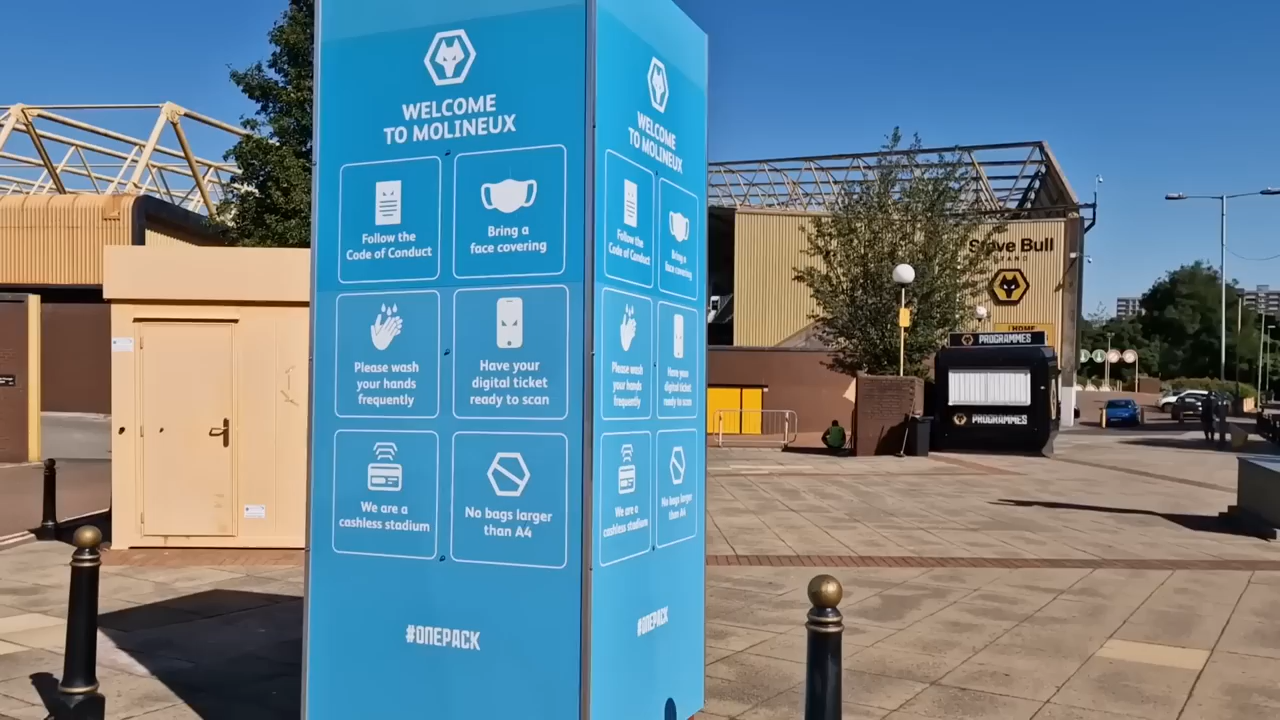 WELCOME
TO MOLINEUX
Follow the
Code of Conduct
Bring a
face covering
Please wash
your hands
frequently
Have your
digital ticket
ready to scan
We are a
cashless stadium
No bags larger
than A4
#ONEPACK
WELCOME
TO MOLINEUX
Follow the
Code of Conduct
Bring a
face covering
Please wash
your hands
frequently
Have your
digital ticket
ready to scan
We are a
cashless stadium
No bags larger
than A4
#ONEPACK
Steve Bull
HOME
PROGRAMMES
PROGRAMMES